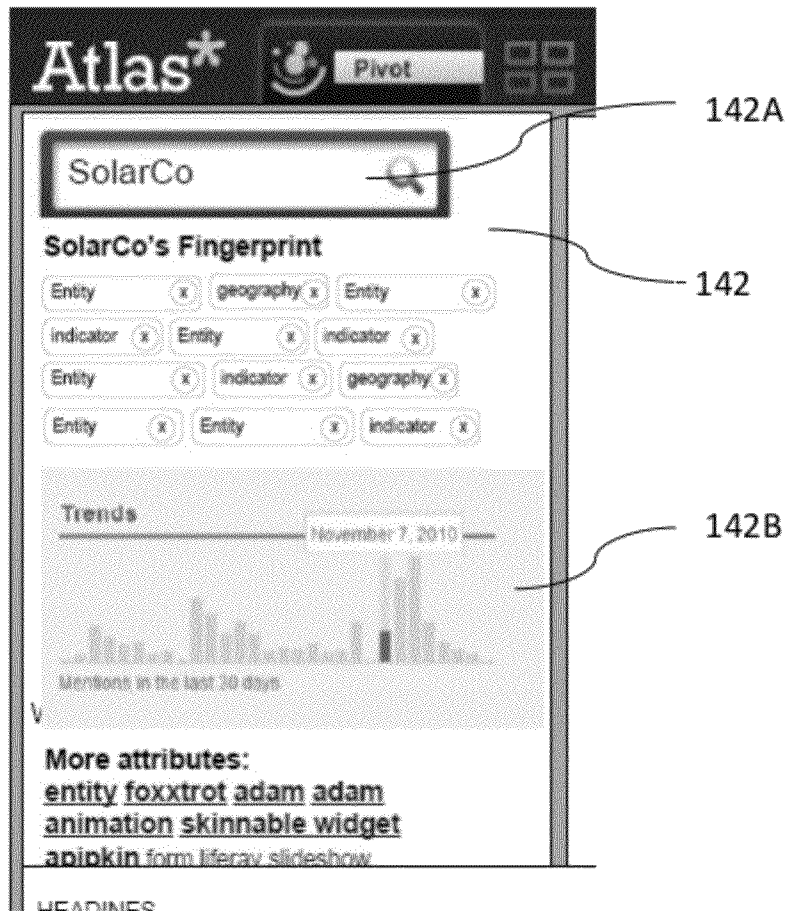 Atlas*
Pivot
142A
SolarCo
SolarCo's Fingerprint
142
Entity x geography x Entity x
indicator x Entity x indicator x
Entity x indicator x geography x
Entity x Entity x indicator x
Trends
November 7, 2010
142B
Mentions in the last 30 days
More attributes:
entity foxxtrot adam adam
animation skinnable widget
apipkin form liferay slideshow
HEADINES